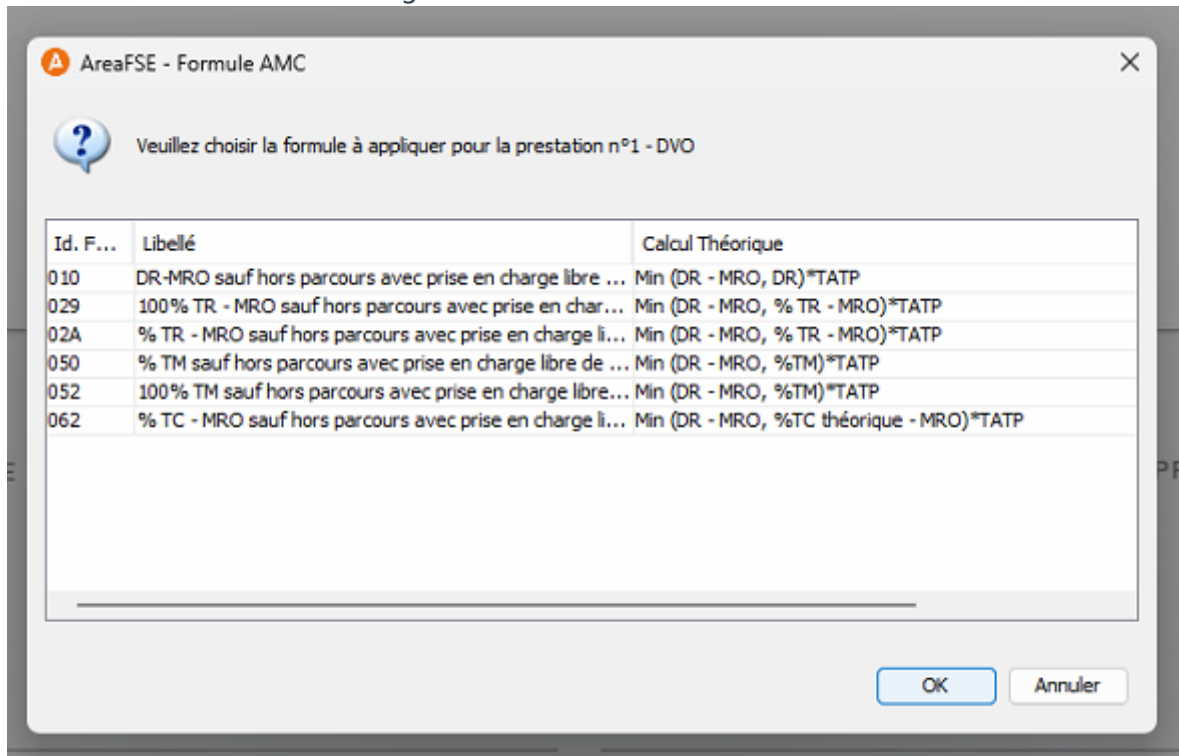 AreaFSE - Formule AMC
Veuillez choisir la formule à appliquer pour la prestation n°1 - DVO
Id. F... Libellé Calcul Théorique
010 DR-MRO sauf hors parcours avec prise en charge libre ... Min (DR - MRO, DR)*TATP
029 100% TR - MRO sauf hors parcours avec prise en char... Min (DR - MRO, % TR - MRO)*TATP
02A % TR - MRO sauf hors parcours avec prise en charge li... Min (DR - MRO, % TR - MRO)*TATP
050 % TM sauf hors parcours avec prise en charge libre de ... Min (DR - MRO, %TM)*TATP
052 100% TM sauf hors parcours avec prise en charge libre... Min (DR - MRO, %TM)*TATP
062 % TC - MRO sauf hors parcours avec prise en charge li... Min (DR - MRO, %TC théorique - MRO)*TATP
OK Annuler